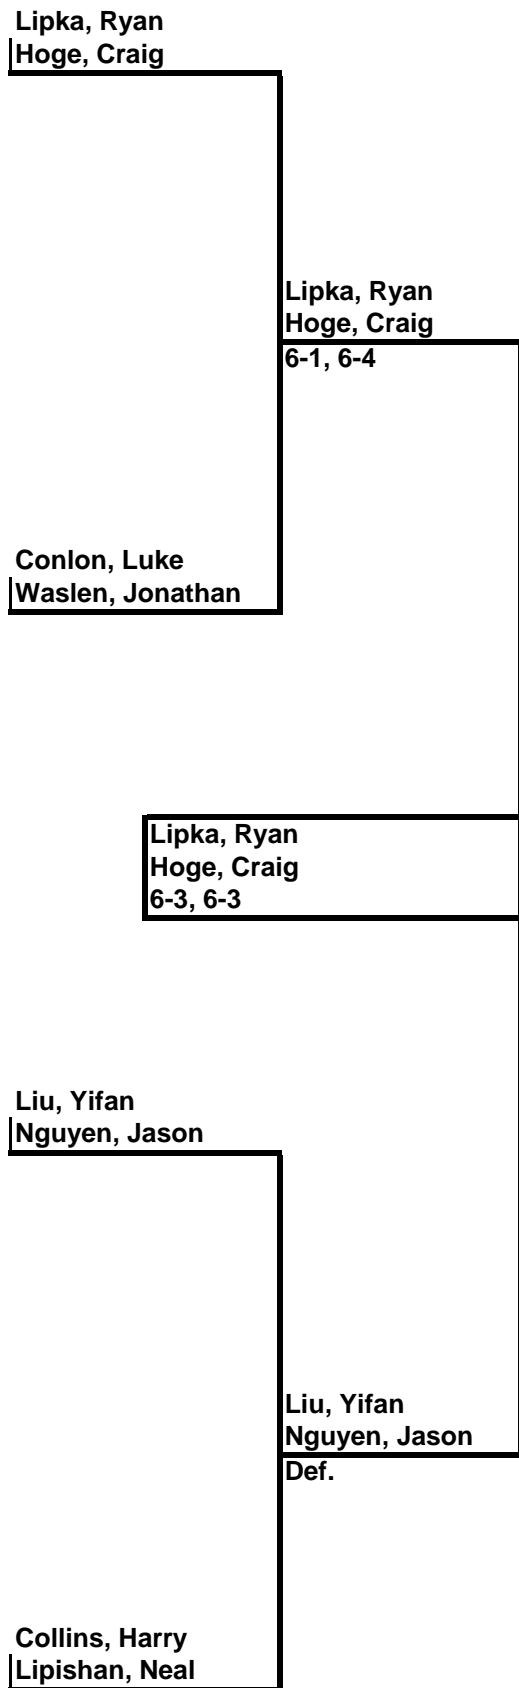 Lipka, Ryan
Hoge, Craig
Lipka, Ryan
Hoge, Craig
6-1, 6-4
Conlon, Luke
Waslen, Jonathan
Lipka, Ryan
Hoge, Craig
6-3, 6-3
Liu, Yifan
Nguyen, Jason
Liu, Yifan
Nguyen, Jason
Def.
Collins, Harry
Lipishan, Neal